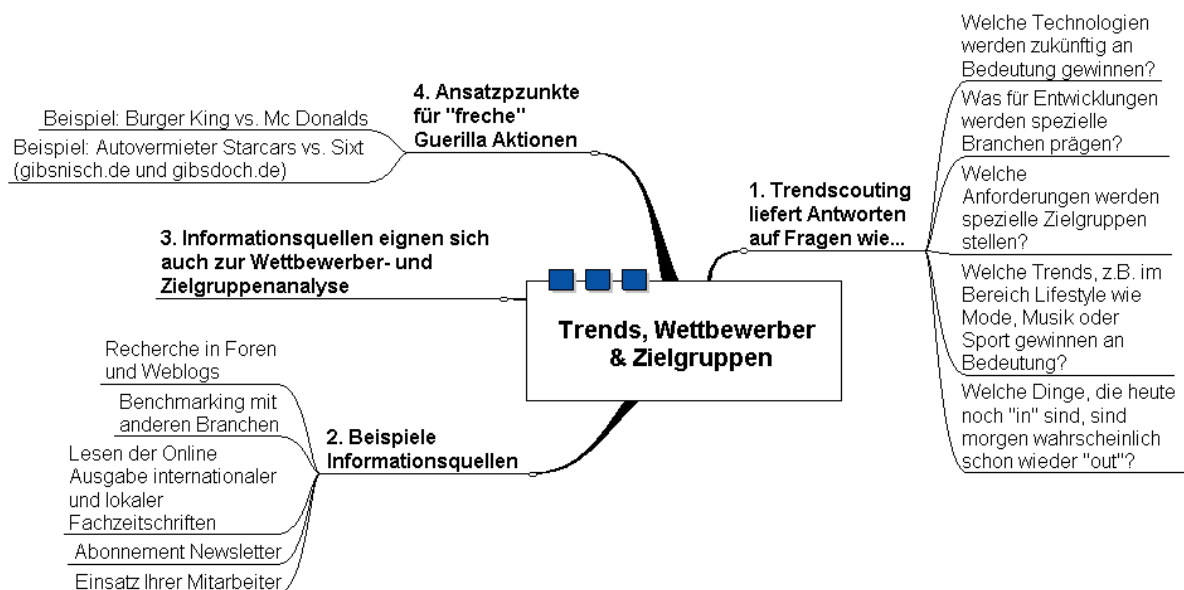 Trends, Wettbewerber
& Zielgruppen
1. Trendscouting
liefert Antworten
auf Fragen wie...
Welche Technologien
werden zukünftig an
Bedeutung gewinnen?
Was für Entwicklungen
werden spezielle
Branchen prägen?
Welche
Anforderungen werden
spezielle Zielgruppen
stellen?
Welche Trends, z.B. im
Bereich Lifestyle wie
Mode, Musik oder
Sport gewinnen an
Bedeutung?
Welche Dinge, die heute
noch "in" sind, sind
morgen wahrscheinlich
schon wieder "out"?
2. Beispiele
Informationsquellen
Recherche in Foren
und Weblogs
Benchmarking mit
anderen Branchen
Lesen der Online
Ausgabe internationaler
und lokaler
Fachzeitschriften
Abonnement Newsletter
Einsatz Ihrer Mitarbeiter
3. Informationsquellen eignen sich
auch zur Wettbewerber- und
Zielgruppenanalyse
4. Ansatzpzunkte
für "freche"
Guerilla Aktionen
Beispiel: Burger King vs. Mc Donalds
Beispiel: Autovermieter Starcars vs. Sixt
(gibsnisch.de und gibsdoch.de)